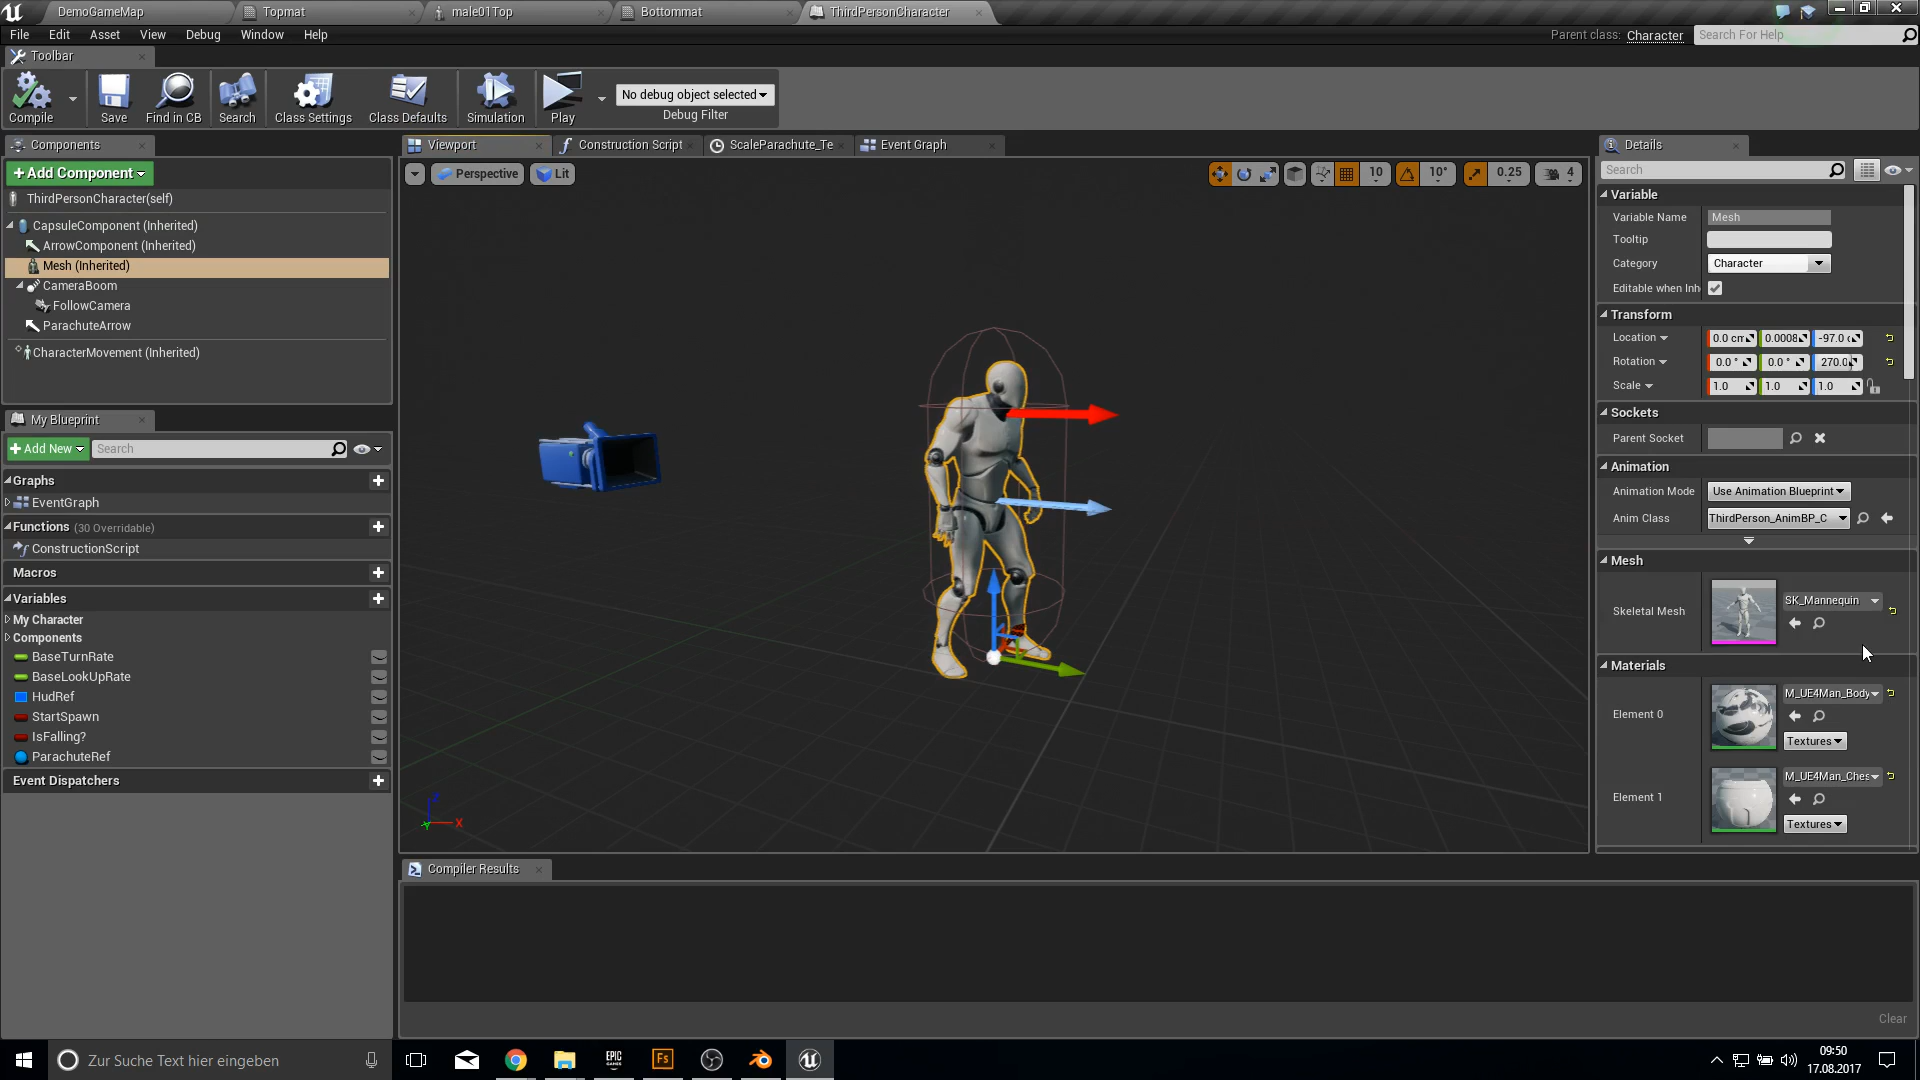 DemoGameMap
Topmat
male01Top
Bottommat
ThirdPersonCharacter
File Edit Asset View Debug Window Help
Parent class: Character
Search For Help
Toolbar
Compile
Save
Find in CB
Search
Class Settings
Class Defaults
Simulation
Play
No debug object selected
Debug Filter
Components
+ Add Component
ThirdPersonCharacter(self)
CapsuleComponent (Inherited)
ArrowComponent (Inherited)
Mesh (Inherited)
CameraBoom
FollowCamera
ParachuteArrow
CharacterMovement (Inherited)
My Blueprint
+ Add New
Search
Graphs
EventGraph
Functions (30 Overridable)
ConstructionScript
Macros
Variables
My Character
Components
BaseTurnRate
BaseLookUpRate
HudRef
StartSpawn
IsFalling?
ParachuteRef
Event Dispatchers
Viewport
Construction Script
ScaleParachute_Te
Event Graph
Perspective
Lit
10
10°
0.25
4
Z
X
Y
Compiler Results
Clear
Details
Search
Variable
Variable Name Mesh
Tooltip
Category Character
Editable when Inh
Transform
Location 0.0 cm 0.0008 -97.0 c
Rotation 0.0 ° 0.0 ° 270.0
Scale 1.0 1.0 1.0
Sockets
Parent Socket
Animation
Animation Mode Use Animation Blueprint
Anim Class ThirdPerson_AnimBP_C
Mesh
Skeletal Mesh SK_Mannequin
Materials
Element 0 M_UE4Man_Body
Textures
Element 1 M_UE4Man_Ches
Textures
Zur Suche Text hier eingeben
EPIC
GAMES
Fs
09:50
17.08.2017